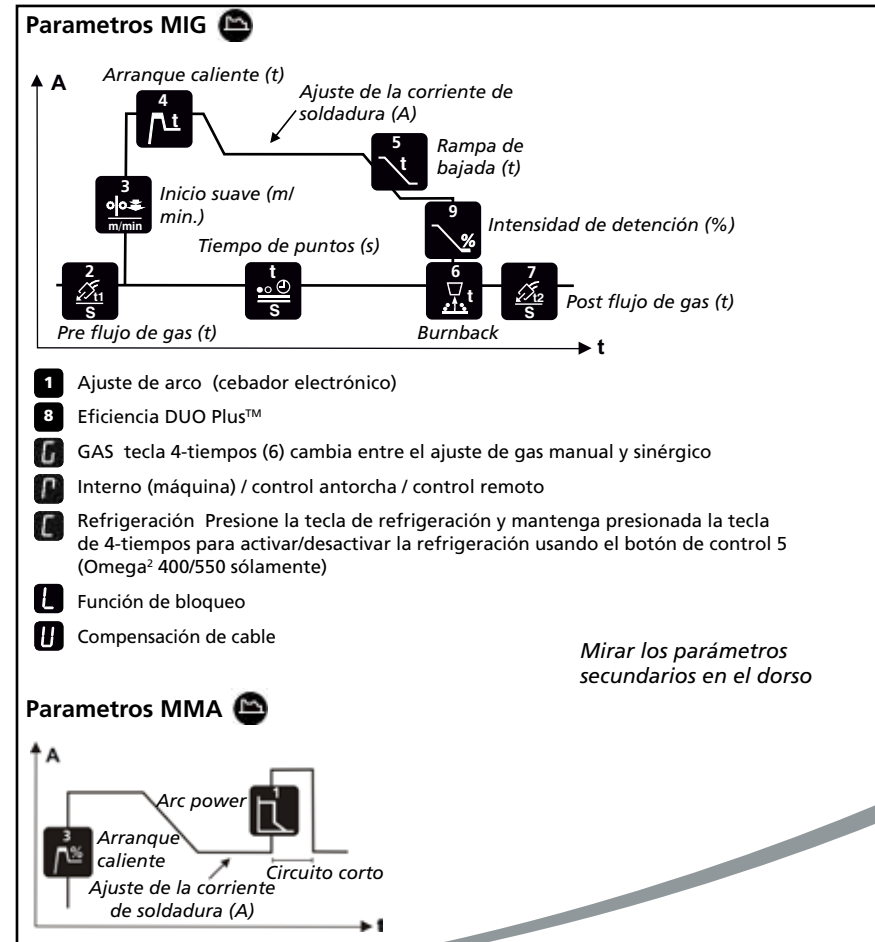 Parametros MIG
A
Arranque caliente (t)
4
t
Ajuste de la corriente de
soldadura (A)
5
t
Rampa de
bajada (t)
3
m/min
Inicio suave (m/
min.)
9
%
Intensidad de detención (%)
Tiempo de puntos (s)
2
t1
S
t
S
6
t
7
t2
S
Post flujo de gas (t)
Pre flujo de gas (t)
Burnback
t
1 Ajuste de arco (cebador electrónico)
8 Eficiencia DUO Plus™
G GAS tecla 4-tiempos (6) cambia entre el ajuste de gas manual y sinérgico
Interno (máquina) / control antorcha / control remoto
C Refrigeración Presione la tecla de refrigeración y mantenga presionada la tecla
de 4-tiempos para activar/desactivar la refrigeración usando el botón de control 5
(Omega² 400/550 sólamente)
L Función de bloqueo
U Compensación de cable
Mirar los parámetros
secundarios en el dorso
Parametros MMA
A
Arc power
1
3
%
Arranque
caliente
Circuito corto
Ajuste de la corriente
de soldadura (A)
t